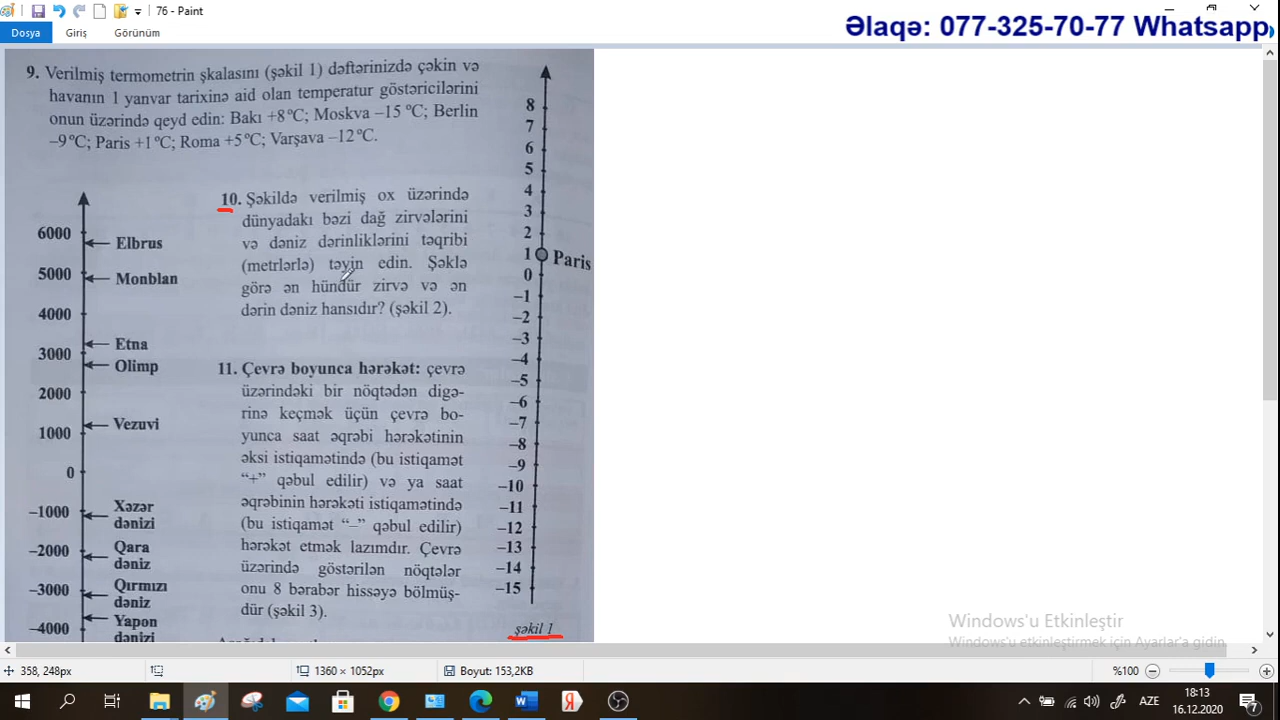 76 - Paint
Dosya
Giriş
Görünüm
Əlaqə: 077-325-70-77 Whatsapp
9. Verilmiş termometrin şkalasını (şəkil 1) dəftərinizdə çəkin və
havanın 1 yanvar tarixinə aid olan temperatur göstəricilərini
onun üzərində qeyd edin: Bakı +8 °C; Moskva –15 °C; Berlin
–9 °C; Paris +1°C; Roma +5°C; Varşava –12°C.
6000
Elbrus
5000
Monblan
4000
Etna
3000
Olimp
2000
Vezuvi
1000
0
–1000
Xəzər
dənizi
–2000
Qara
dəniz
–3000
Qırmızı
dəniz
Yapon
dənizi
–4000
10. Şəkildə verilmiş ox üzərində
dünyadakı bəzi dağ zirvələrini
və dəniz dərinliklərini təqribi
(metrlərlə) təyin edin. Şəklə
görə ən hündür zirvə və ən
dərin dəniz hansıdır? (şəkil 2).
11. Çevrə boyunca hərəkət: çevrə
üzərindəki bir nöqtədən digə-
rinə keçmək üçün çevrə bo-
yunca saat əqrəbi hərəkətinin
əksi istiqamətində (bu istiqamət
“+” qəbul edilir) və ya saat
əqrəbinin hərəkəti istiqamətində
(bu istiqamət “–” qəbul edilir)
hərəkət etmək lazımdır. Çevrə
üzərində göstərilən nöqtələr
onu 8 bərabər hissəyə bölmüş-
dür (şəkil 3).
8
7
6
5
4
3
2
1 Paris
0
–1
–2
–3
–4
–5
–6
–7
–8
–9
–10
–11
–12
–13
–14
–15
şəkil 1
Windows'u Etkinleştir
Windows'u etkinleştirmek için Ayarlar'a gidin.
358, 248px
1360 × 1052px
Boyut: 153,2KB
%100
AZE
18:13
16.12.2020
7